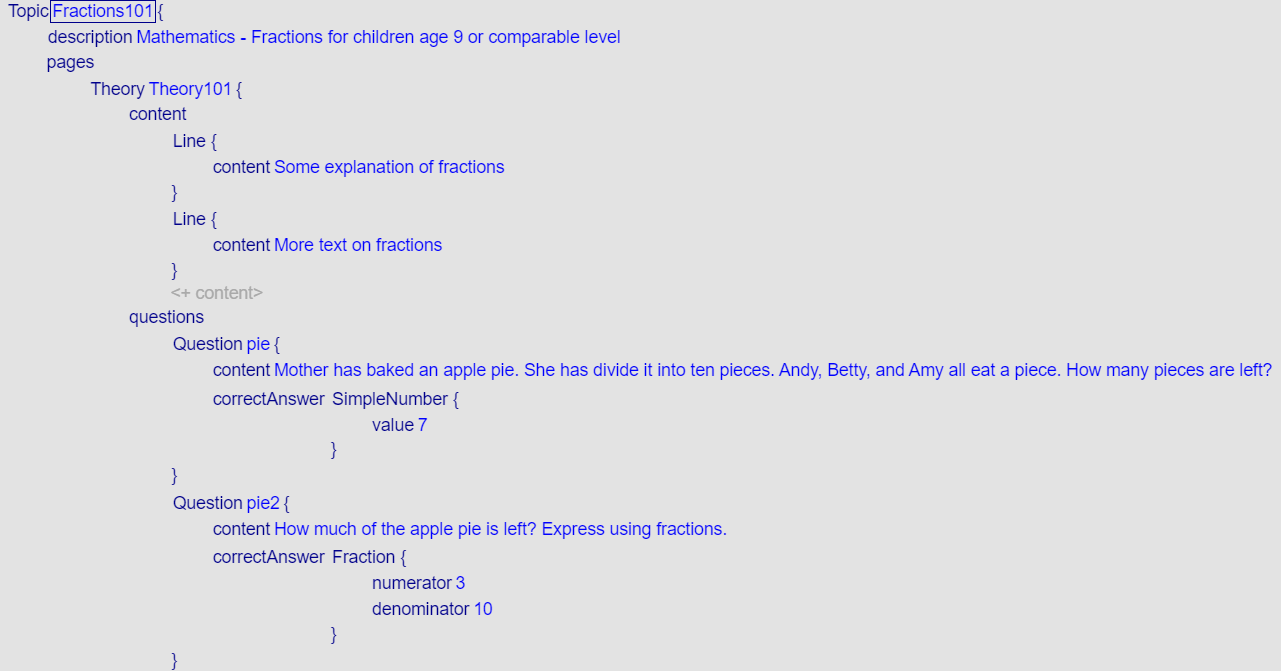 Topic Fractions101 {
description Mathematics - Fractions for children age 9 or comparable level
pages
Theory Theory101 {
content
Line {
content Some explanation of fractions
}
Line {
content More text on fractions
}
<+ content>
questions
Question pie {
content Mother has baked an apple pie. She has divide it into ten pieces. Andy, Betty, and Amy all eat a piece. How many pieces are left?
correctAnswer SimpleNumber {
value 7
}
}
Question pie2 {
content How much of the apple pie is left? Express using fractions.
correctAnswer Fraction {
numerator 3
denominator 10
}
}